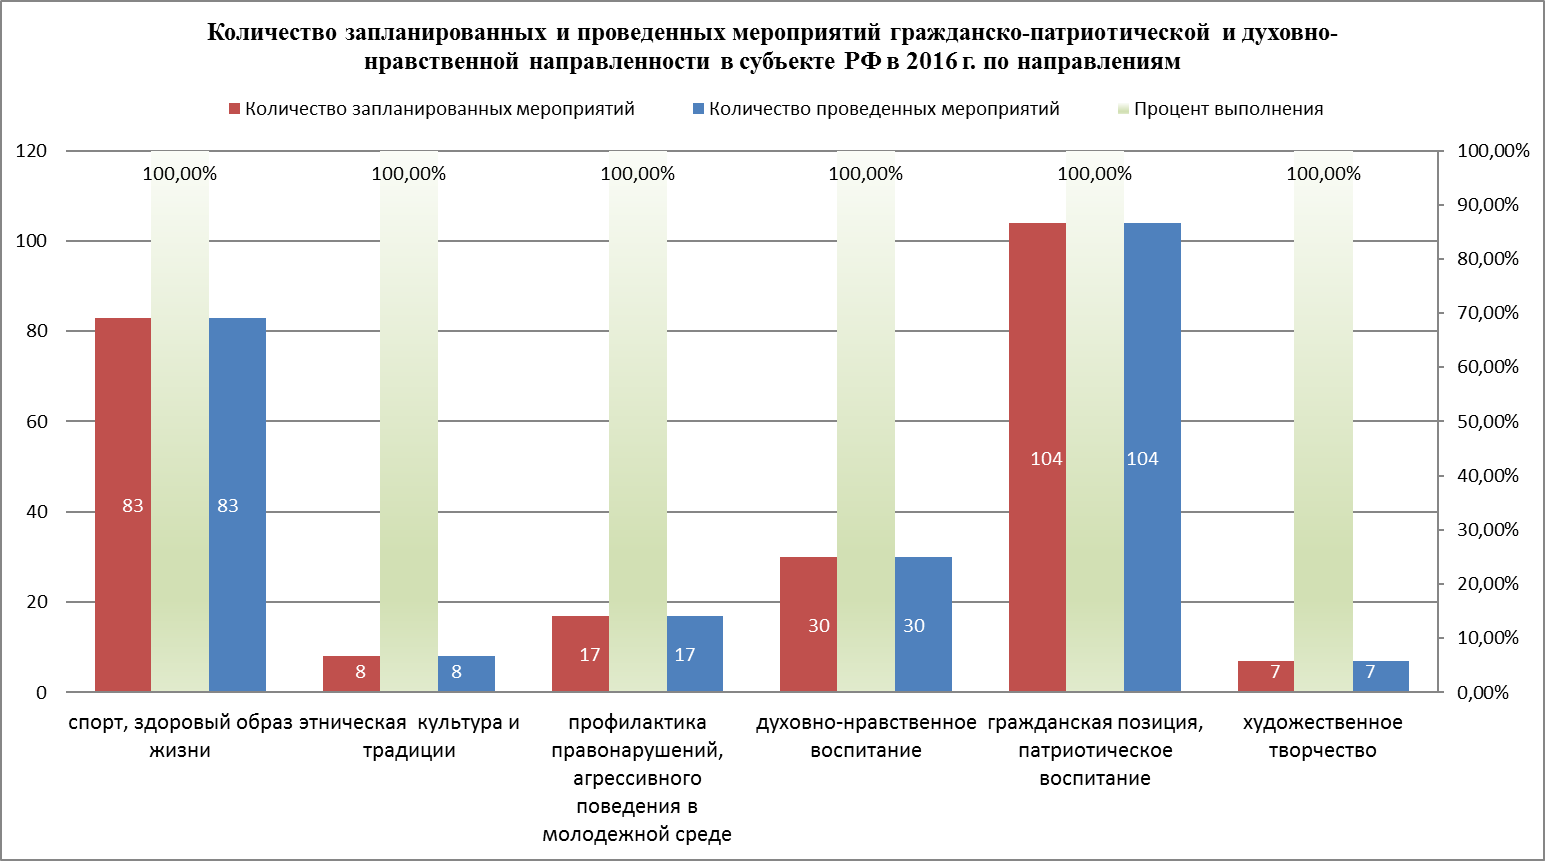 Количество запланированных и проведенных мероприятий гражданско-патриотической и духовно-
нравственной направленности в субъекте РФ в 2016 г. по направлениям
Количество запланированных мероприятий
Количество проведенных мероприятий
Процент выполнения
120
100
80
60
40
20
0
100,00%
100,00%
100,00%
100,00%
100,00%
100,00%
83
83
8
8
17
17
30
30
104
104
7
7
100,00%
90,00%
80,00%
70,00%
60,00%
50,00%
40,00%
30,00%
20,00%
10,00%
0,00%
спорт, здоровый образ
жизни
этническая культура и
традиции
профилактика
правонарушений,
агрессивного
поведения в
молодежной среде
духовно-нравственное
воспитание
гражданская позиция,
патриотическое
воспитание
художественное
творчество